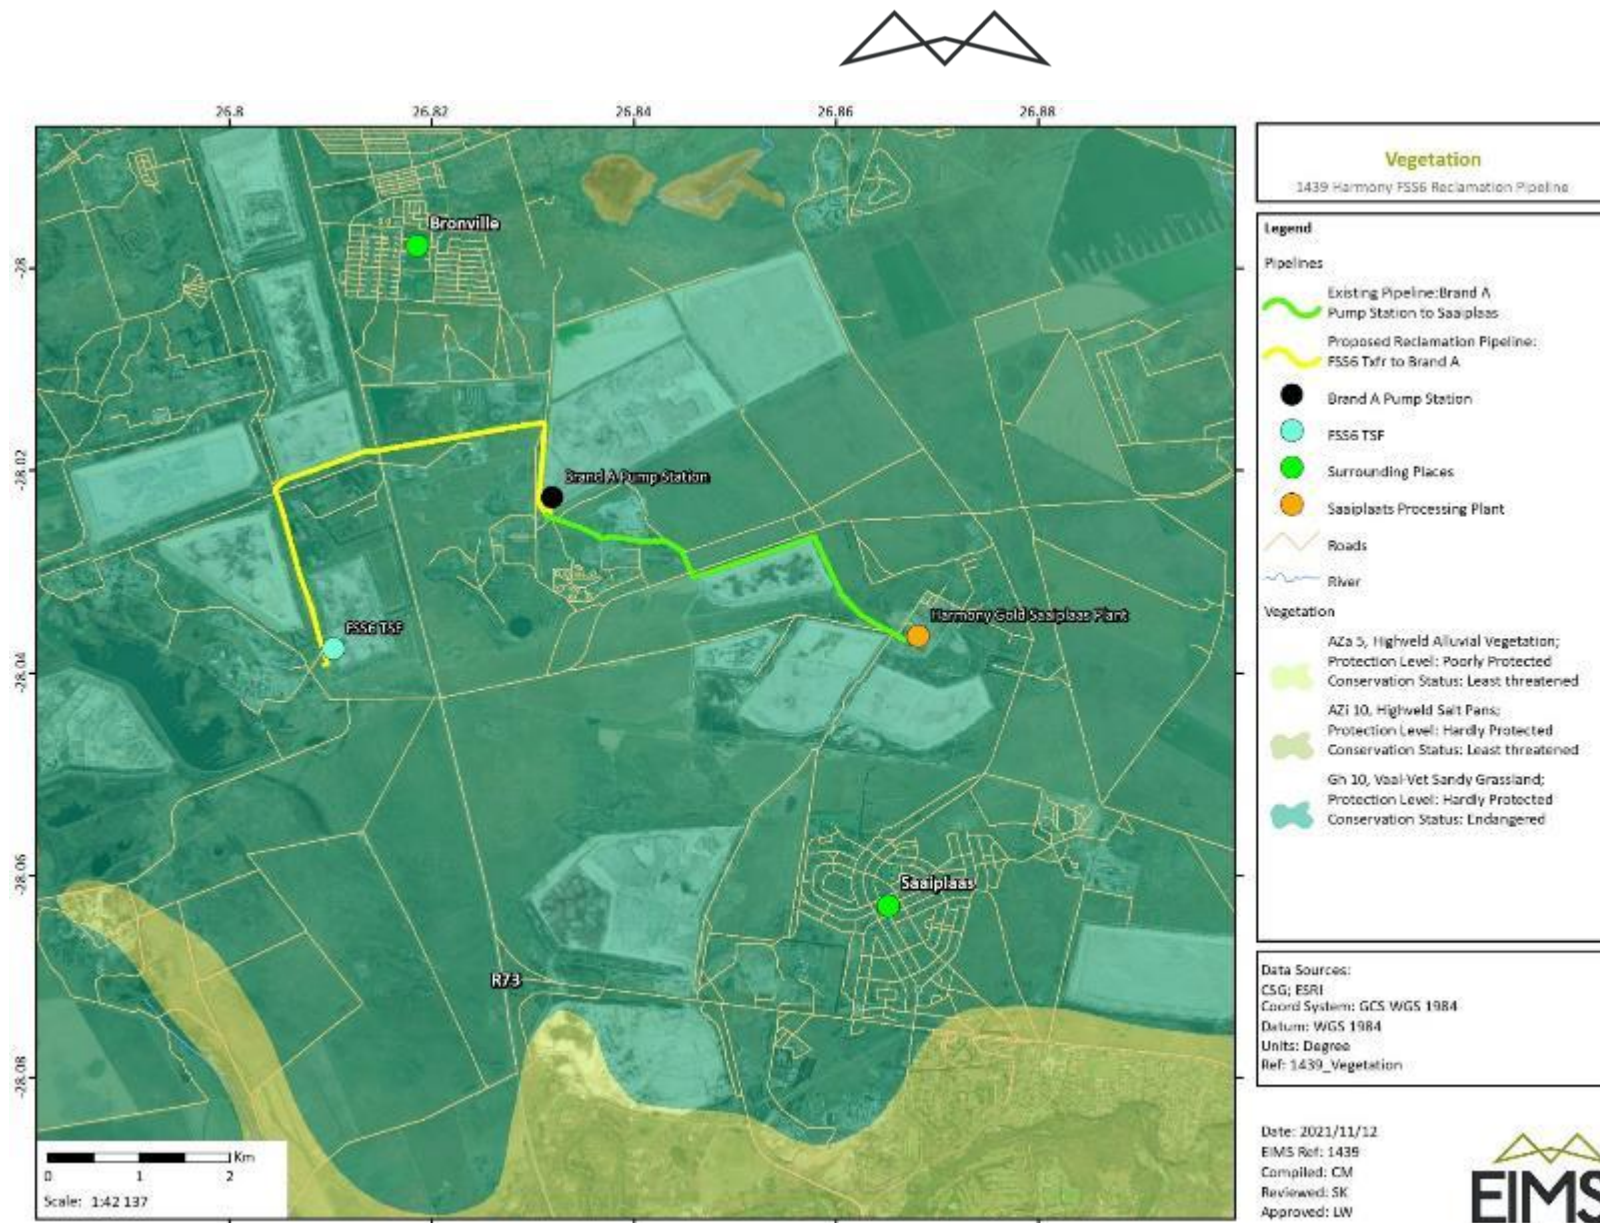 26.8
26.82
26.84
26.86
26.88
-28
-28.02
-28.04
-28.06
-28.08
Bronville
Brand A Pump Station
FSS6 TSF
Harmony Gold Saaiplaas Plant
Saaiplaas
R73
Km
0 1 2
Scale: 1:42 137
Vegetation
1439 Harmony FSS6 Reclamation Pipeline
Legend
Pipelines
Existing Pipeline:Brand A
Pump Station to Saaiplaas
Proposed Reclamation Pipeline:
FSS6 Txfr to Brand A
Brand A Pump Station
FSS6 TSF
Surrounding Places
Saaiplaats Processing Plant
Roads
River
Vegetation
AZa 5, Highveld Alluvial Vegetation;
Protection Level: Poorly Protected
Conservation Status: Least threatened
AZi 10, Highveld Salt Pans;
Protection Level: Hardly Protected
Conservation Status: Least threatened
Gh 10, Vaal-Vet Sandy Grassland;
Protection Level: Hardly Protected
Conservation Status: Endangered
Data Sources:
CSG; ESRI
Coord System: GCS WGS 1984
Datum: WGS 1984
Units: Degree
Ref: 1439_Vegetation
Date: 2021/11/12
EIMS Ref: 1439
Compiled: CM
Reviewed: SK
Approved: LW
EIMS